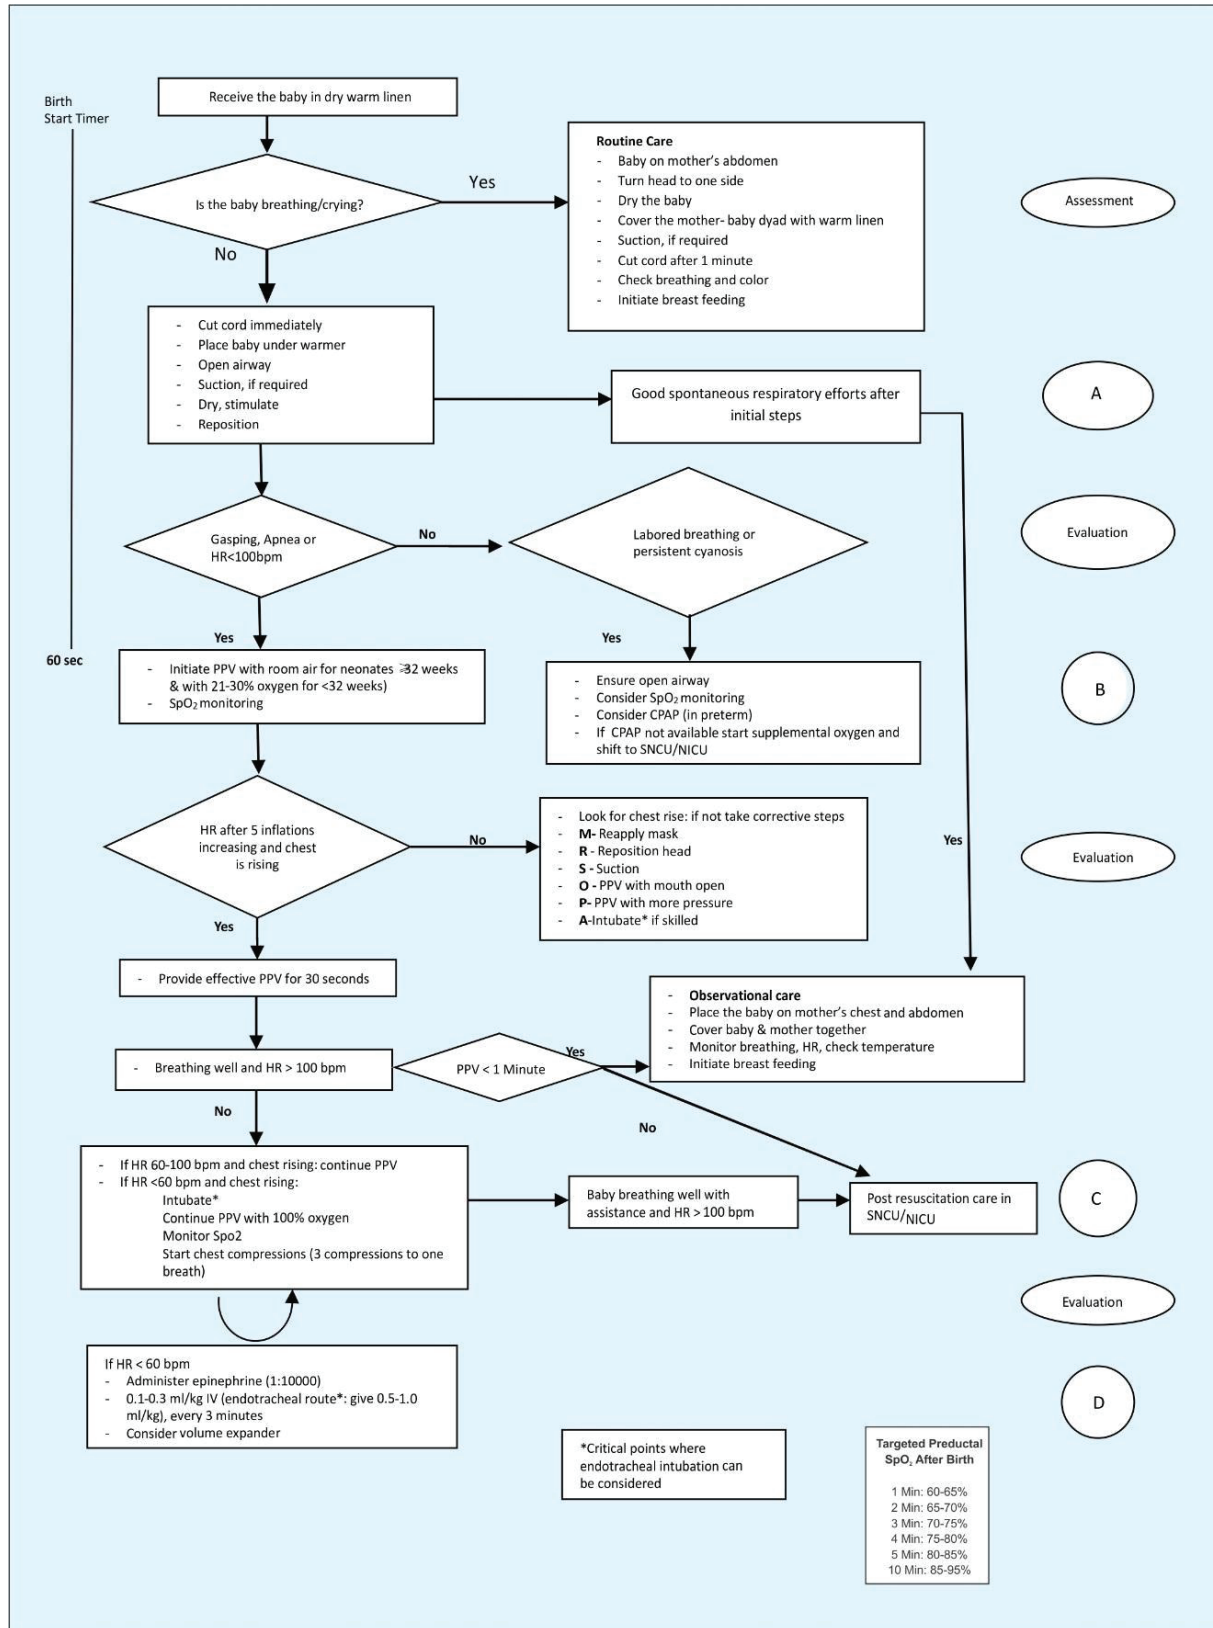 Birth
Start Timer
Receive the baby in dry warm linen
Is the baby breathing/crying?
Yes
No
Routine Care
- Baby on mother's abdomen
- Turn head to one side
- Dry the baby
- Cover the mother- baby dyad with warm linen
- Suction, if required
- Cut cord after 1 minute
- Check breathing and color
- Initiate breast feeding
Assessment
- Cut cord immediately
- Place baby under warmer
- Open airway
- Suction, if required
- Dry, stimulate
- Reposition
Good spontaneous respiratory efforts after
initial steps
A
Gasping, Apnea or
HR<100bpm
No
Labored breathing or
persistent cyanosis
Evaluation
Yes
Yes
60 sec
- Initiate PPV with room air for neonates ≥32 weeks
& with 21-30% oxygen for <32 weeks)
- SpO₂ monitoring
- Ensure open airway
- Consider SpO₂ monitoring
- Consider CPAP (in preterm)
- If CPAP not available start supplemental oxygen and
shift to SNCU/NICU
B
HR after 5 inflations
increasing and chest
is rising
No
- Look for chest rise: if not take corrective steps
- M- Reapply mask
- R - Reposition head
- S - Suction
- O - PPV with mouth open
- P- PPV with more pressure
- A-Intubate* if skilled
Yes
Evaluation
Yes
- Provide effective PPV for 30 seconds
- Observational care
- Place the baby on mother's chest and abdomen
- Cover baby & mother together
- Monitor breathing, HR, check temperature
- Initiate breast feeding
- Breathing well and HR > 100 bpm
PPV < 1 Minute
Yes
No
No
- If HR 60-100 bpm and chest rising: continue PPV
- If HR <60 bpm and chest rising:
Intubate*
Continue PPV with 100% oxygen
Monitor Spo2
Start chest compressions (3 compressions to one
breath)
Baby breathing well with
assistance and HR > 100 bpm
Post resuscitation care in
SNCU/NICU
C
Evaluation
If HR < 60 bpm
- Administer epinephrine (1:10000)
- 0.1-0.3 ml/kg IV (endotracheal route*: give 0.5-1.0
ml/kg), every 3 minutes
- Consider volume expander
D
*Critical points where
endotracheal intubation can
be considered
Targeted Preductal
SpO₂ After Birth
1 Min: 60-65%
2 Min: 65-70%
3 Min: 70-75%
4 Min: 75-80%
5 Min: 80-85%
10 Min: 85-95%